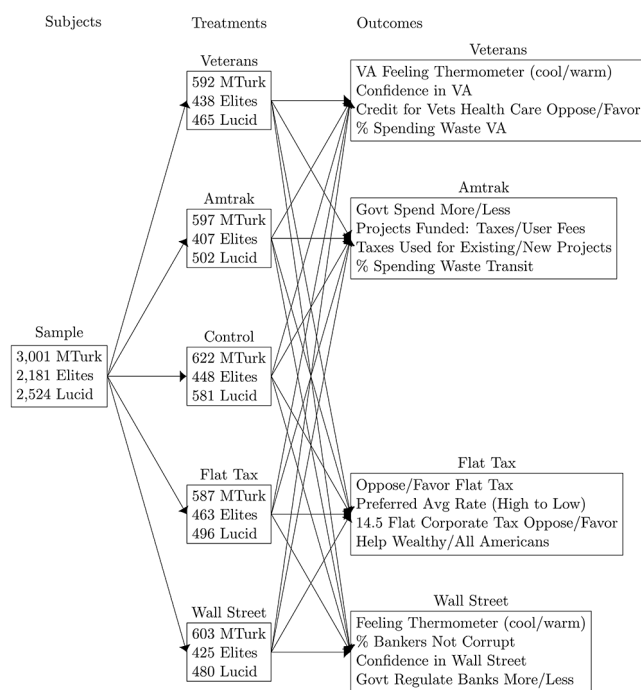 Subjects
Treatments
Outcomes
Sample
3,001 MTurk
2,181 Elites
2,524 Lucid
Veterans
592 MTurk
438 Elites
465 Lucid
Amtrak
597 MTurk
407 Elites
502 Lucid
Control
622 MTurk
448 Elites
581 Lucid
Flat Tax
587 MTurk
463 Elites
496 Lucid
Wall Street
603 MTurk
425 Elites
480 Lucid
Veterans
VA Feeling Thermometer (cool/warm)
Confidence in VA
Credit for Vets Health Care Oppose/Favor
% Spending Waste VA
Amtrak
Govt Spend More/Less
Projects Funded: Taxes/User Fees
Taxes Used for Existing/New Projects
% Spending Waste Transit
Flat Tax
Oppose/Favor Flat Tax
Preferred Avg Rate (High to Low)
14.5 Flat Corporate Tax Oppose/Favor
Help Wealthy/All Americans
Wall Street
Feeling Thermometer (cool/warm)
% Bankers Not Corrupt
Confidence in Wall Street
Govt Regulate Banks More/Less